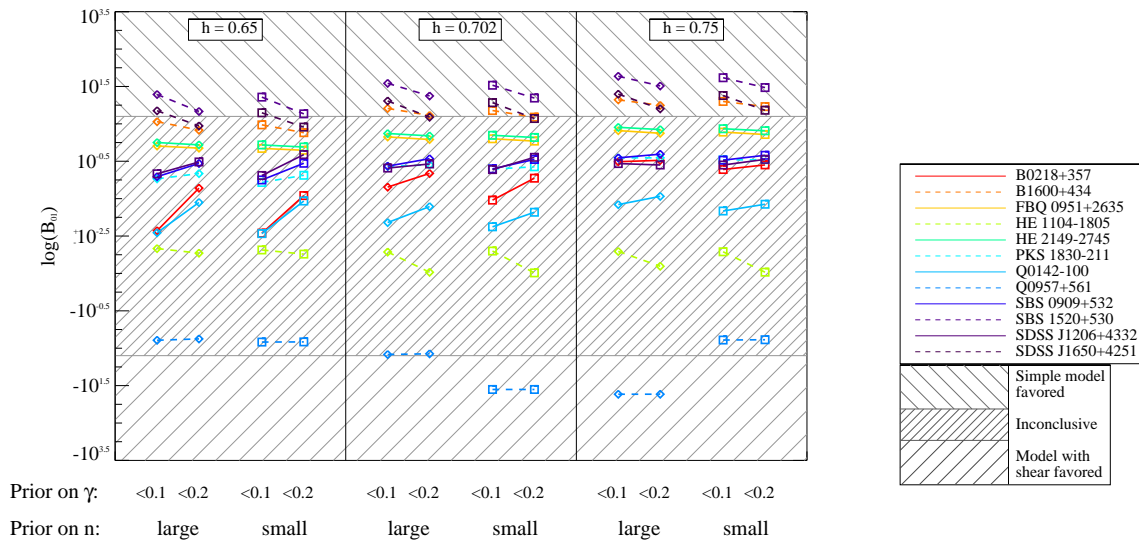 h = 0.65
h = 0.702
h = 0.75
10^3.5
10^1.5
10^-0.5
10^-2.5
-10^-0.5
-10^1.5
-10^3.5
log(B_01)
B0218+357
B1600+434
FBQ 0951+2635
HE 1104-1805
HE 2149-2745
PKS 1830-211
Q0142-100
Q0957+561
SBS 0909+532
SBS 1520+530
SDSS J1206+4332
SDSS J1650+4251
Simple model
favored
Inconclusive
Model with
shear favored
Prior on γ: <0.1 <0.2 <0.1 <0.2 <0.1 <0.2 <0.1 <0.2 <0.1 <0.2 <0.1 <0.2
Prior on n: large small large small large small